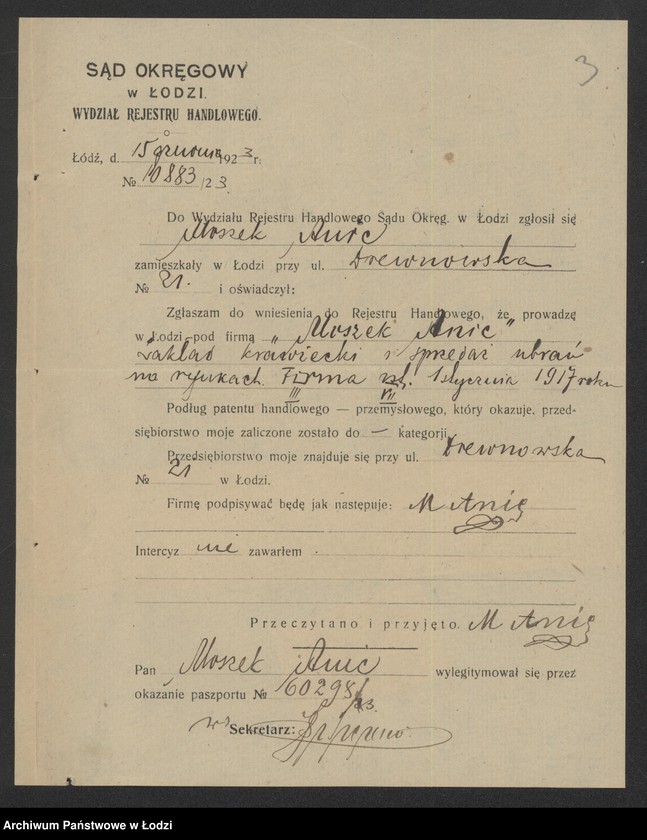 3
SĄD OKRĘGOWY
w ŁODZI.
WYDZIAŁ REJESTRU HANDLOWEGO.
Łódź, d. 15 grudnia 1923 r.
№ 10883/23.
Do Wydziału Rejestru Handlowego Sądu Okręg. w Łodzi zgłosił się
Moszek Anic
zamieszkały w Łodzi przy ul. Drewnowska
№ 21. i oświadczył:
Zgłaszam do wniesienia do Rejestru Handlowego, że prowadzę
w Łodzi pod firmą „Moszek Anic"
zakład krawiecki i sprzedaż ubrań
na rynkach. Firma istn. 1 stycznia 1917 roku
III VII
Podług patentu handlowego — przemysłowego, który okazuje, przed-
siębiorstwo moje zaliczone zostało do — kategorji.
Przedsiębiorstwo moje znajduje się przy ul. Drewnowska
№ 21 w Łodzi.
Firmę podpisywać będę jak następuje: M Anic
Intercyz nie zawarłem
Przeczytano i przyjęto. M Anic
Pan Moszek Anic wylegitymował się przez
okazanie paszportu № 60298/
23.
Sekretarz:
Archiwum Państwowe w Łodzi